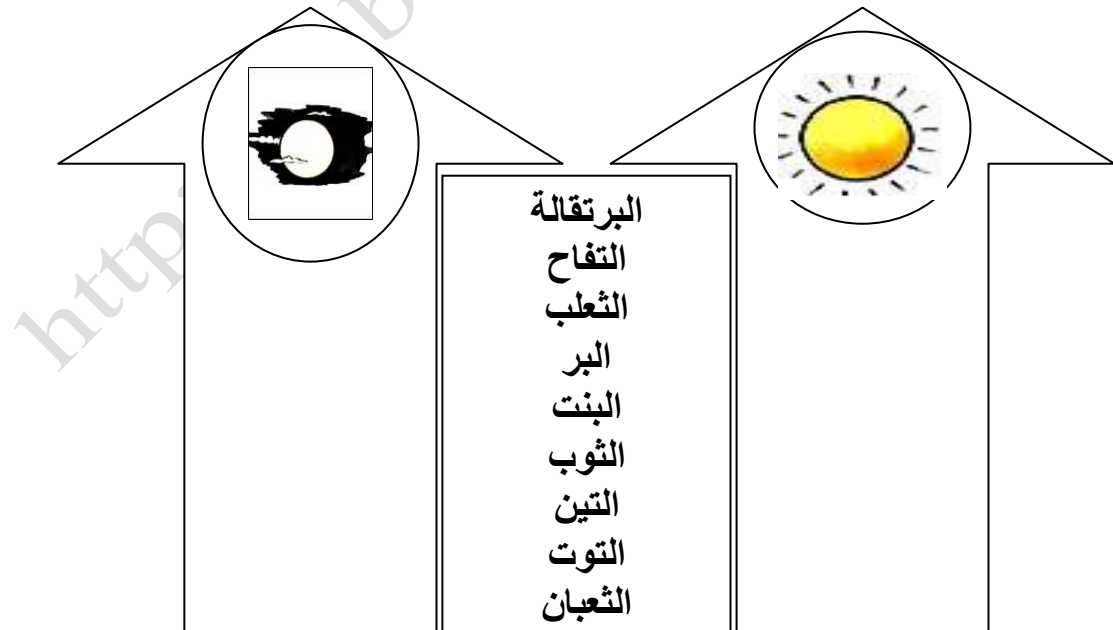 البرتقالة
التفاح
الثعلب
البر
البنت
الثوب
التين
التوت
الثعبان